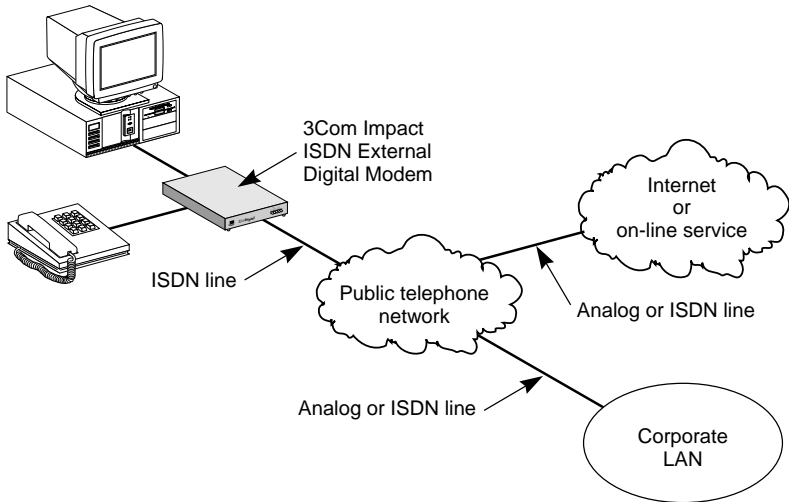 3Com Impact
ISDN External
Digital Modem
Internet
or
on-line service
ISDN line
Public telephone
network
Analog or ISDN line
Analog or ISDN line
Corporate
LAN